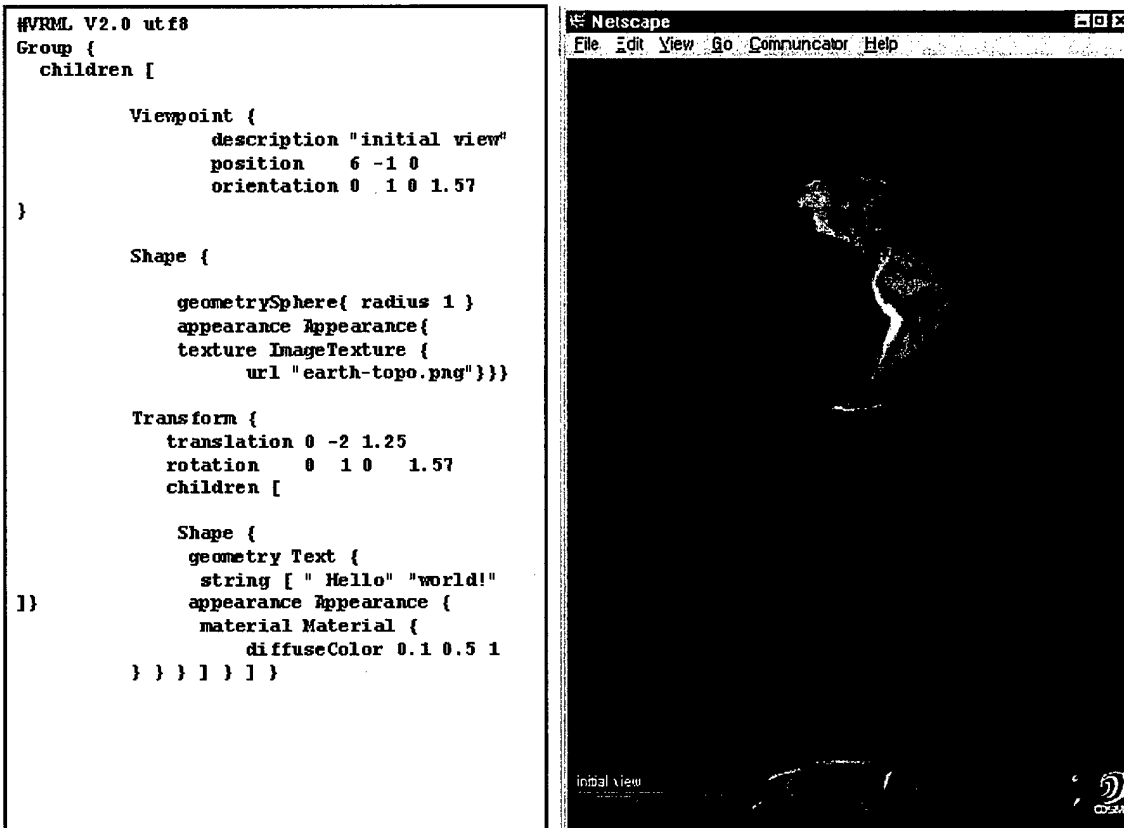 #VRML V2.0 utf8
Group {
children [
Viewpoint {
description "initial view"
position 6 -1 0
orientation 0 1 0 1.57
}
Shape {
geometrySphere{ radius 1 }
appearance Appearance{
texture ImageTexture {
url "earth-topo.png"}}}
Transform {
translation 0 -2 1.25
rotation 0 1 0 1.57
children [
Shape {
geometry Text {
string [ " Hello" "world!"
]} appearance Appearance {
material Material {
diffuseColor 0.1 0.5 1
} } } ] } ] }
Netscape
File Edit View Go Communcator Help
initial view
COSMO